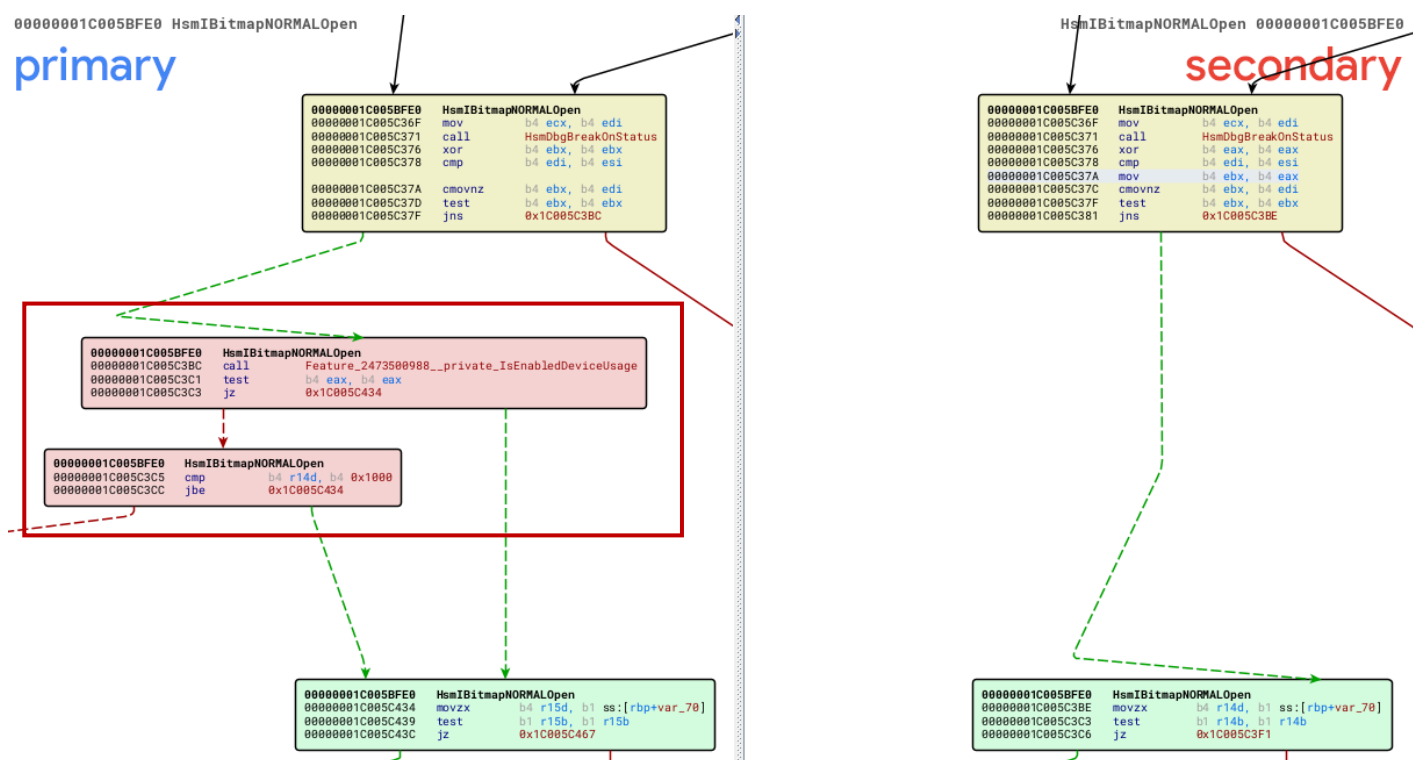 00000001C005BFE0 HsmIBitmapNORMALOpen
primary
00000001C005BFE0 HsmIBitmapNORMALOpen
00000001C005C36F mov b4 ecx, b4 edi
00000001C005C371 call HsmDbgBreakOnStatus
00000001C005C376 xor b4 ebx, b4 ebx
00000001C005C378 cmp b4 edi, b4 esi
00000001C005C37A cmovnz b4 ebx, b4 edi
00000001C005C37D test b4 ebx, b4 ebx
00000001C005C37F jns 0x1C005C3BC
00000001C005BFE0 HsmIBitmapNORMALOpen
00000001C005C3BC call Feature_2473500988__private_IsEnabledDeviceUsage
00000001C005C3C1 test b4 eax, b4 eax
00000001C005C3C3 jz 0x1C005C434
00000001C005BFE0 HsmIBitmapNORMALOpen
00000001C005C3C5 cmp b4 r14d, b4 0x1000
00000001C005C3CC jbe 0x1C005C434
00000001C005BFE0 HsmIBitmapNORMALOpen
00000001C005C434 movzx b4 r15d, b1 ss:[rbp+var_70]
00000001C005C439 test b1 r15b, b1 r15b
00000001C005C43C jz 0x1C005C467
HsmIBitmapNORMALOpen 00000001C005BFE0
secondary
00000001C005BFE0 HsmIBitmapNORMALOpen
00000001C005C36F mov b4 ecx, b4 edi
00000001C005C371 call HsmDbgBreakOnStatus
00000001C005C376 xor b4 eax, b4 eax
00000001C005C378 cmp b4 edi, b4 esi
00000001C005C37A mov b4 ebx, b4 eax
00000001C005C37C cmovnz b4 ebx, b4 edi
00000001C005C37F test b4 ebx, b4 ebx
00000001C005C381 jns 0x1C005C3BE
00000001C005BFE0 HsmIBitmapNORMALOpen
00000001C005C3BE movzx b4 r14d, b1 ss:[rbp+var_70]
00000001C005C3C3 test b1 r14b, b1 r14b
00000001C005C3C6 jz 0x1C005C3F1